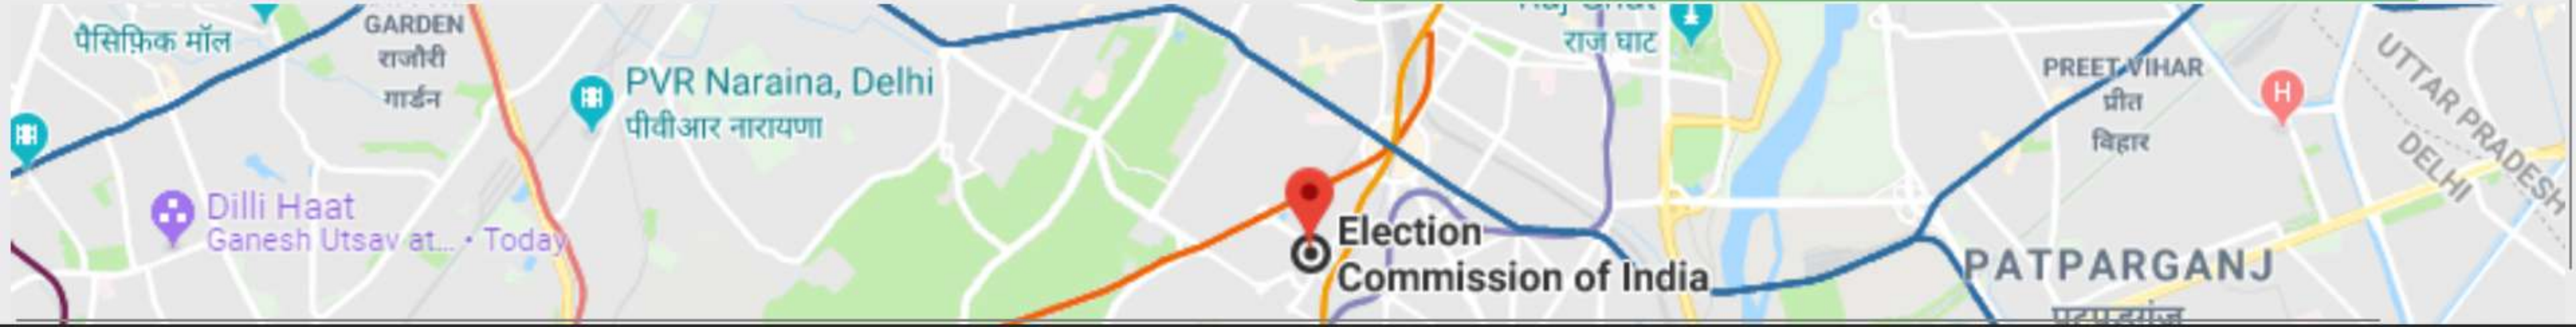 पैसिफ़िक मॉल
GARDEN
राजौरी
गार्डन
PVR Naraina, Delhi
पीवीआर नारायणा
Dilli Haat
Ganesh Utsav at... • Today
राज घाट
Election
Commission of India
PREET VIHAR
प्रीत
विहार
H
UTTAR PRADESH
DELHI
PATPARGANJ